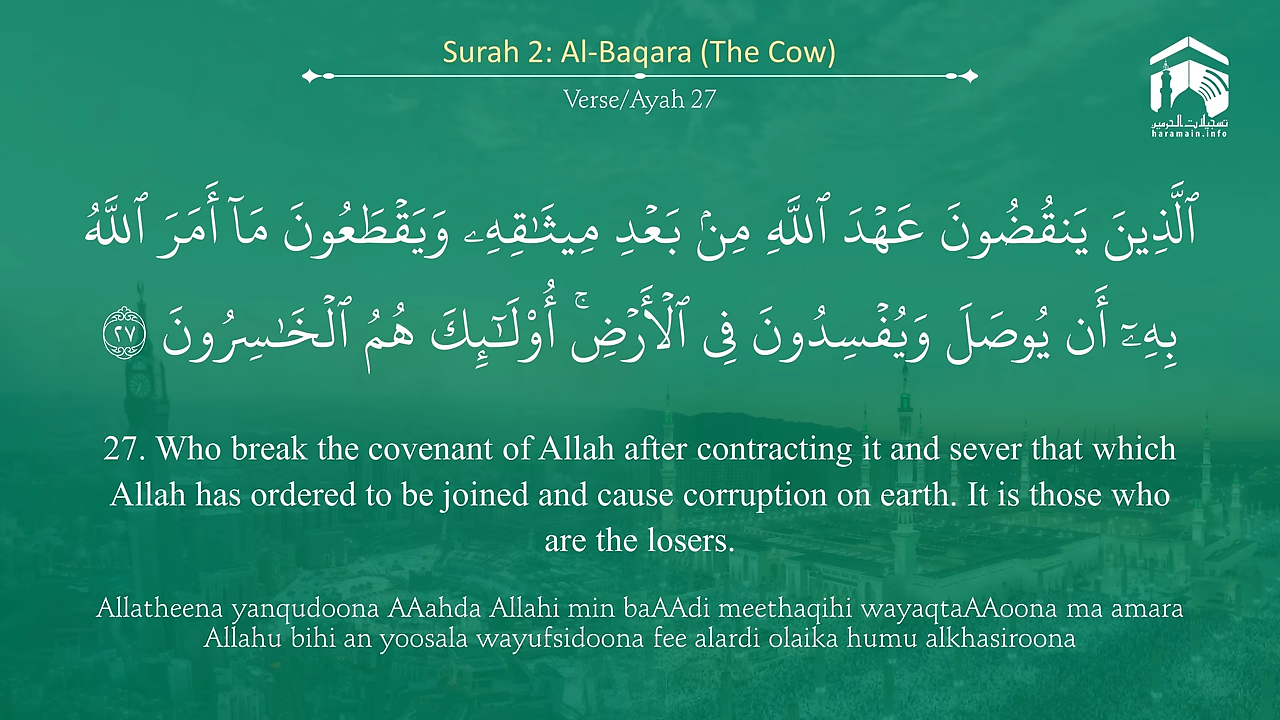 Surah 2: Al-Baqara (The Cow)
Verse/Ayah 27
تسجيلات الحرمين
haramain.info
ٱلَّذِينَ يَنقُضُونَ عَهْدَ ٱللَّهِ مِنۢ بَعْدِ مِيثَـٰقِهِۦ وَيَقْطَعُونَ مَآ أَمَرَ ٱللَّهُ
بِهِۦٓ أَن يُوصَلَ وَيُفْسِدُونَ فِى ٱلْأَرْضِ ۚ أُو۟لَـٰٓئِكَ هُمُ ٱلْخَـٰسِرُونَ ٢٧
27. Who break the covenant of Allah after contracting it and sever that which
Allah has ordered to be joined and cause corruption on earth. It is those who
are the losers.
Allatheena yanqudoona AAahda Allahi min baAAdi meethaqihi wayaqtaAAoona ma amara
Allahu bihi an yoosala wayufsidoona fee alardi olaika humu alkhasiroona